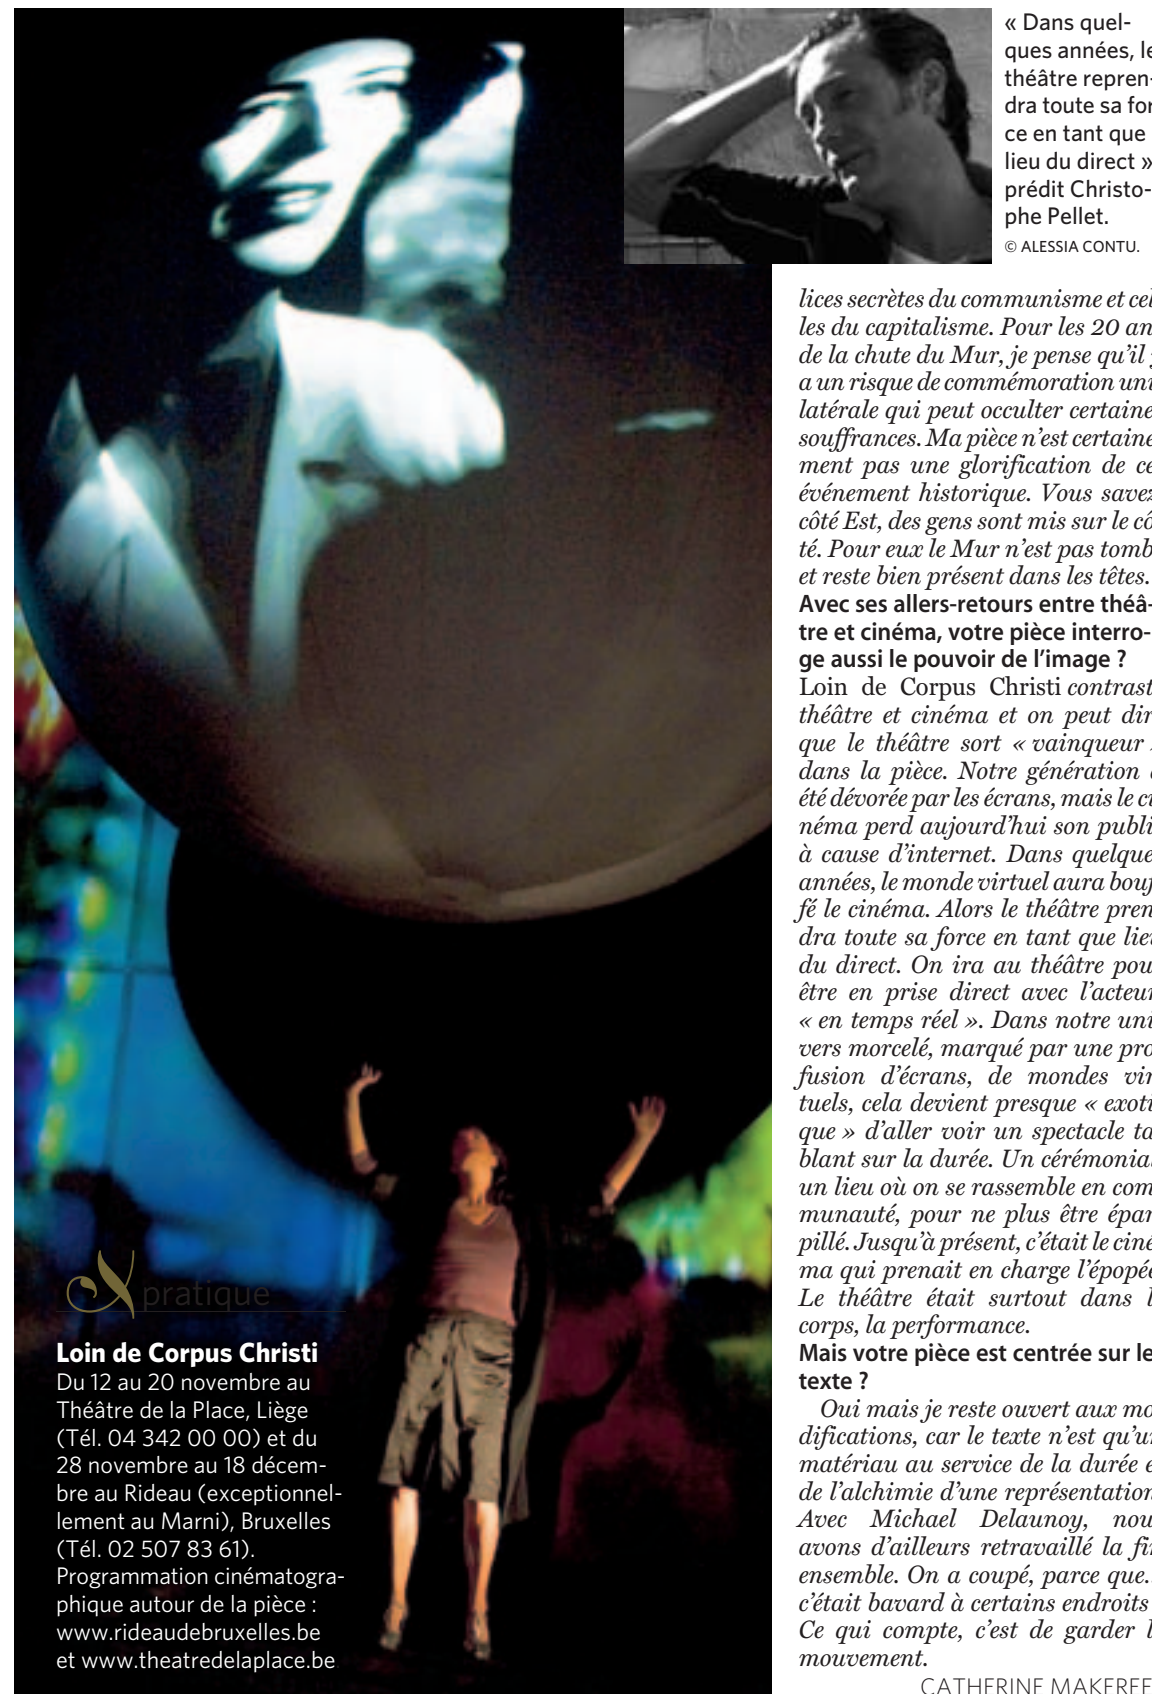 « Dans quel-
ques années, le
théâtre repren-
dra toute sa for
ce en tant que
lieu du direct »
prédit Christo-
phe Pellet.
© ALESSIA CONTU.
lices secrètes du communisme et cel
les du capitalisme. Pour les 20 an
de la chute du Mur, je pense qu’il
a un risque de commémoration uni
latérale qui peut occulter certaine
souffrances. Ma pièce n’est certaine
ment pas une glorification de ce
événement historique. Vous savez
côté Est, des gens sont mis sur le cô
té. Pour eux le Mur n’est pas tomb
et reste bien présent dans les têtes.
Avec ses allers-retours entre théâ-
tre et cinéma, votre pièce interro-
ge aussi le pouvoir de l’image ?
Loin de Corpus Christi contrast
théâtre et cinéma et on peut dir
que le théâtre sort « vainqueur
dans la pièce. Notre génération
été dévorée par les écrans, mais le ci
néma perd aujourd’hui son publi
à cause d’internet. Dans quelque
années, le monde virtuel aura bouf
fé le cinéma. Alors le théâtre pren
dra toute sa force en tant que lieu
du direct. On ira au théâtre pou
être en prise direct avec l’acteur
« en temps réel ». Dans notre uni
vers morcelé, marqué par une pro
fusion d’écrans, de mondes vir
tuels, cela devient presque « exoti
que » d’aller voir un spectacle ta
blant sur la durée. Un cérémonial
un lieu où on se rassemble en com
munauté, pour ne plus être épar
pillé. Jusqu’à présent, c’était le ciné
ma qui prenait en charge l’épopée
Le théâtre était surtout dans l
corps, la performance.
Mais votre pièce est centrée sur le
texte ?
Oui mais je reste ouvert aux mo
difications, car le texte n’est qu’un
matériau au service de la durée e
de l’alchimie d’une représentation
Avec Michael Delaunoy, nou
avons d’ailleurs retravaillé la fin
ensemble. On a coupé, parce que..
c’était bavard à certains endroits
Ce qui compte, c’est de garder l
mouvement.
CATHERINE MAKEREE
pratique
Loin de Corpus Christi
Du 12 au 20 novembre au
Théâtre de la Place, Liège
(Tél. 04 342 00 00) et du
28 novembre au 18 décem-
bre au Rideau (exceptionnel-
lement au Marni), Bruxelles
(Tél. 02 507 83 61).
Programmation cinématogra-
phique autour de la pièce :
www.rideaudebruxelles.be
et www.theatredelaplace.be